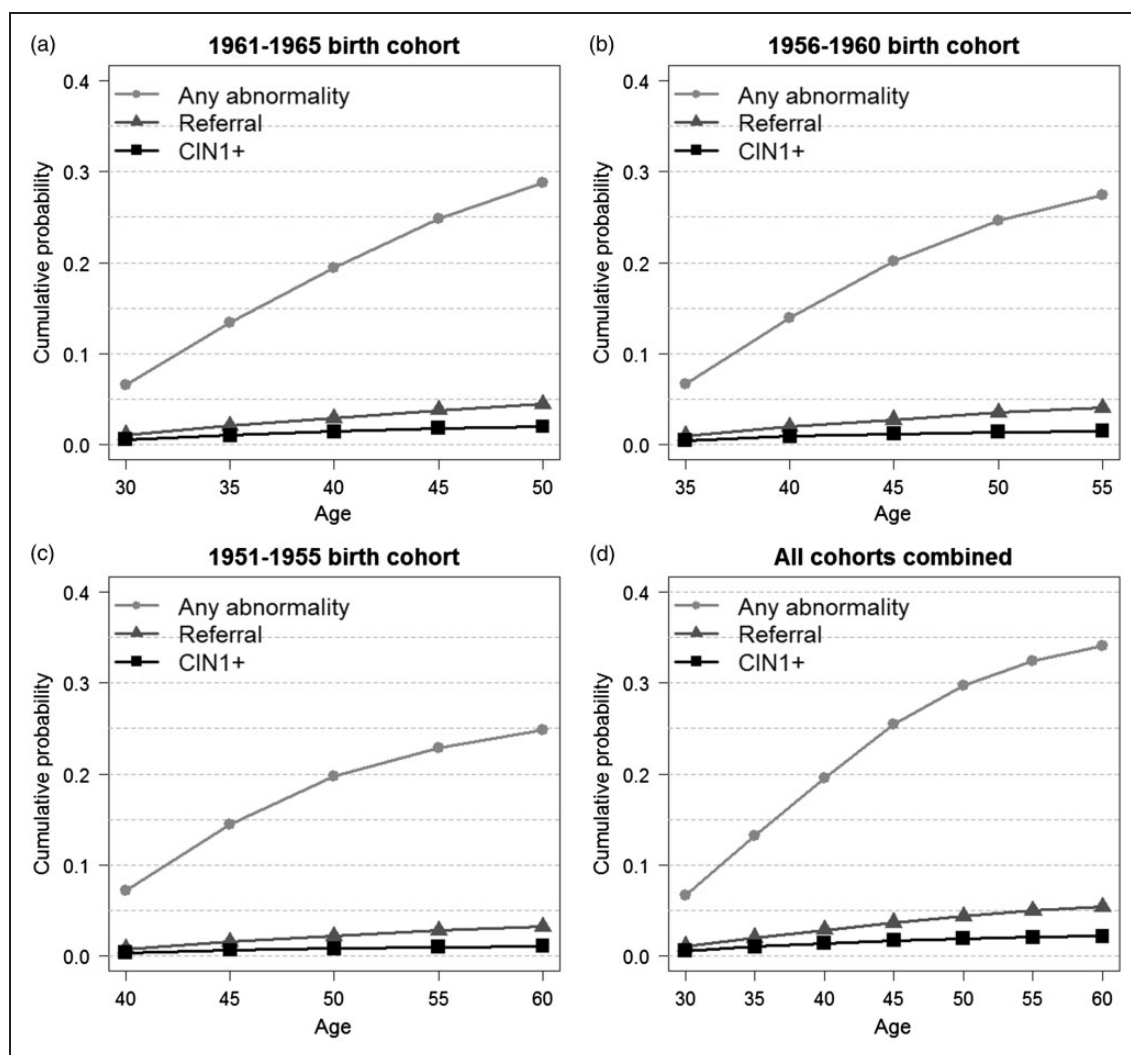 (a)
1961-1965 birth cohort
0.4
0.3
0.2
0.1
0.0
Cumulative probability
Any abnormality
Referral
CIN1+
30 35 40 45 50
Age
(b)
1956-1960 birth cohort
0.4
0.3
0.2
0.1
0.0
Cumulative probability
Any abnormality
Referral
CIN1+
35 40 45 50 55
Age
(c)
1951-1955 birth cohort
0.4
0.3
0.2
0.1
0.0
Cumulative probability
Any abnormality
Referral
CIN1+
40 45 50 55 60
Age
(d)
All cohorts combined
0.4
0.3
0.2
0.1
0.0
Cumulative probability
Any abnormality
Referral
CIN1+
30 35 40 45 50 55 60
Age